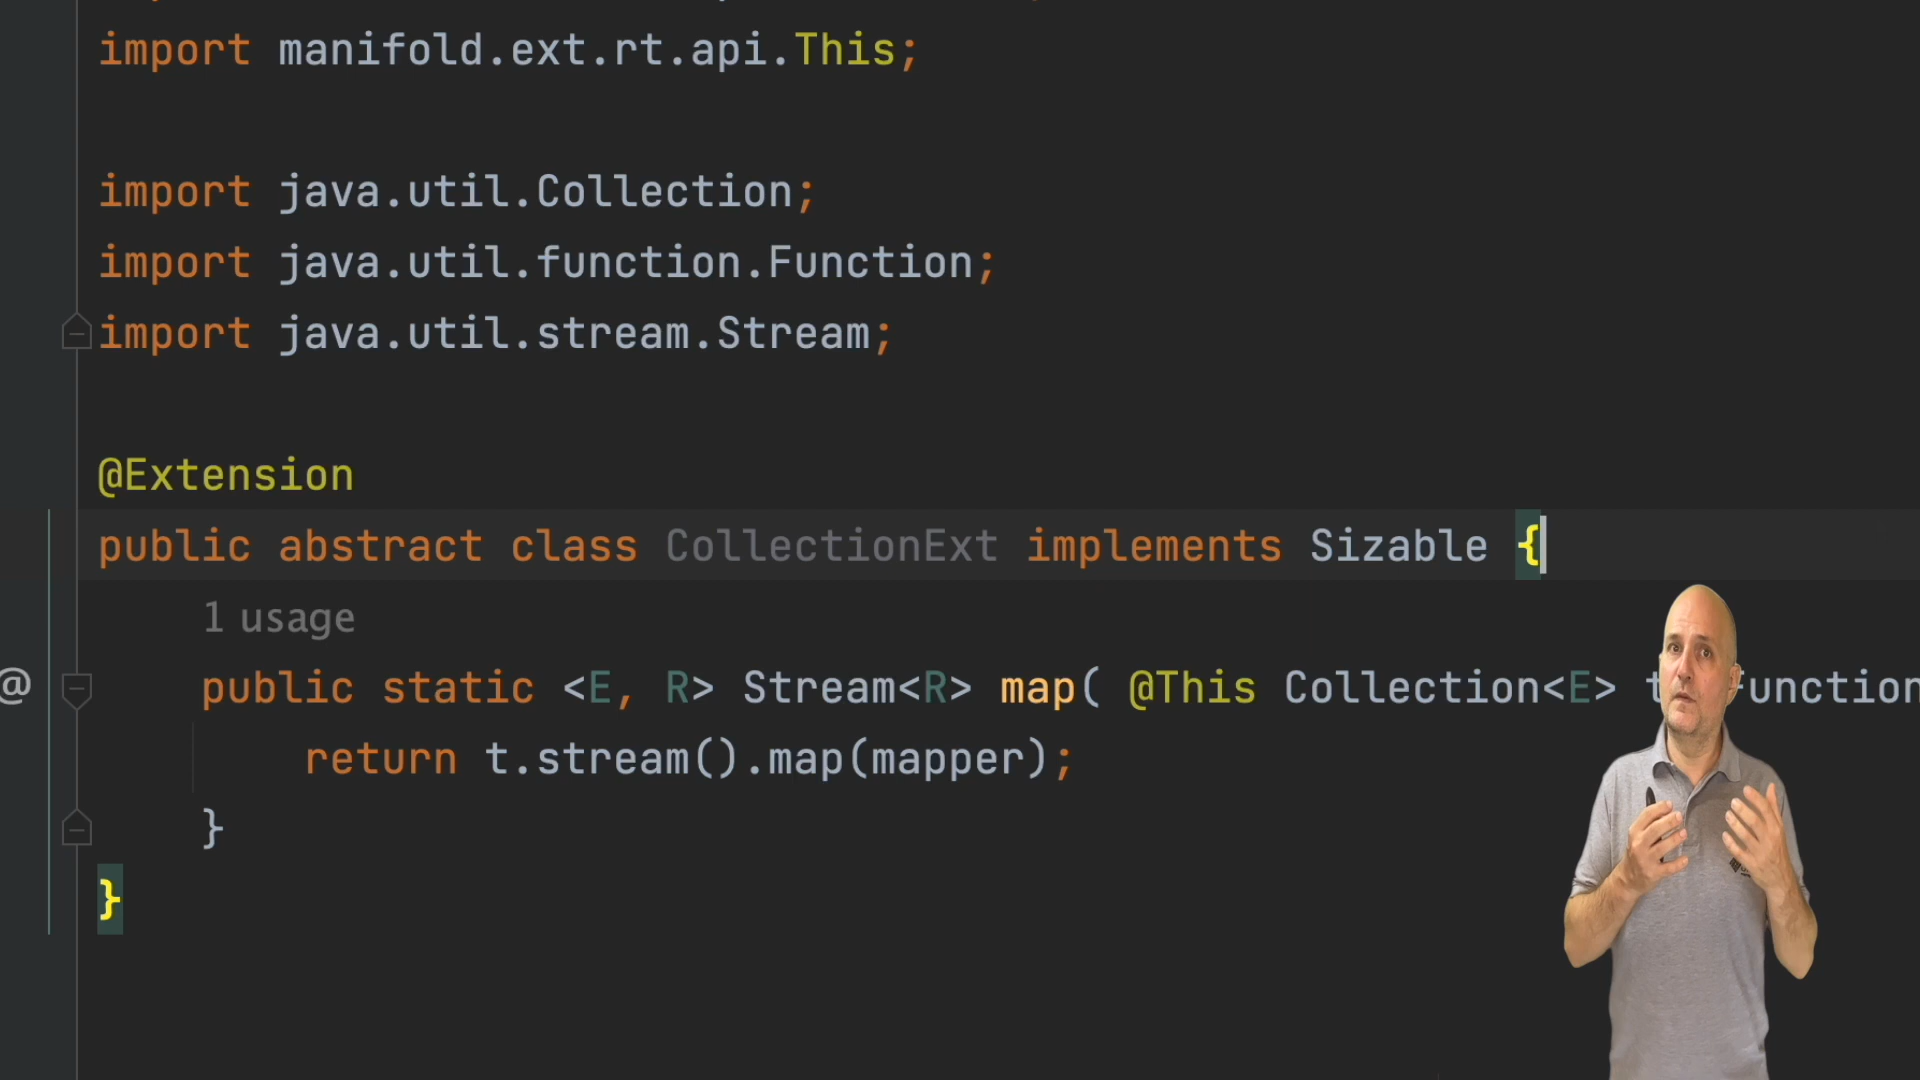 import manifold.ext.rt.api.This;
import java.util.Collection;
import java.util.function.Function;
import java.util.stream.Stream;
@Extension
public abstract class CollectionExt implements Sizable {
1 usage
@ public static <E, R> Stream<R> map( @This Collection<E>
return t.stream().map(mapper);
}
}